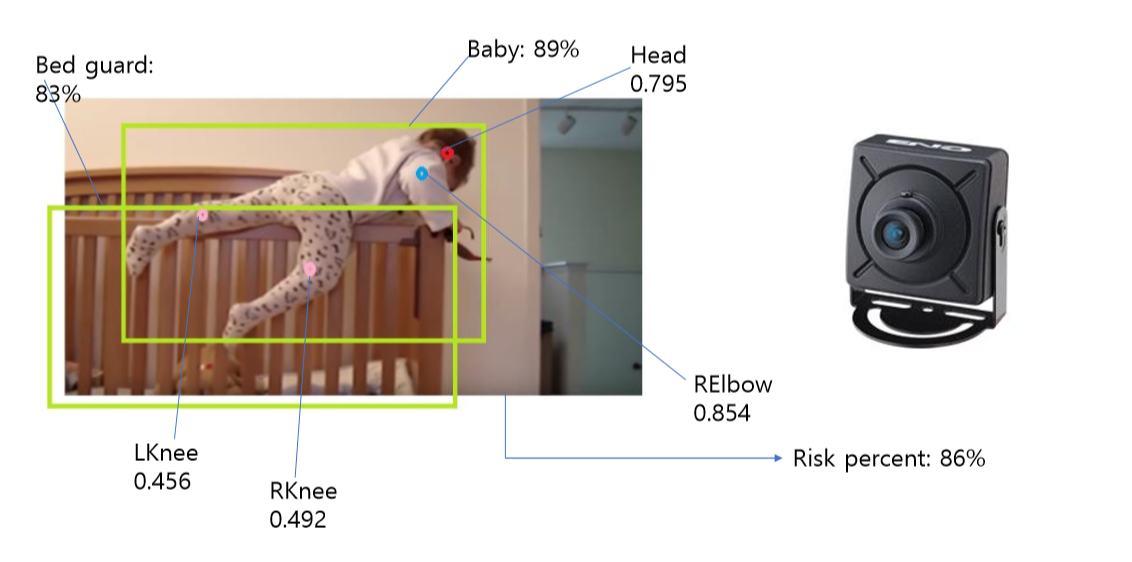 Bed guard:
83%
Baby: 89%
Head
0.795
RElbow
0.854
LKnee
0.456
RKnee
0.492
Risk percent: 86%